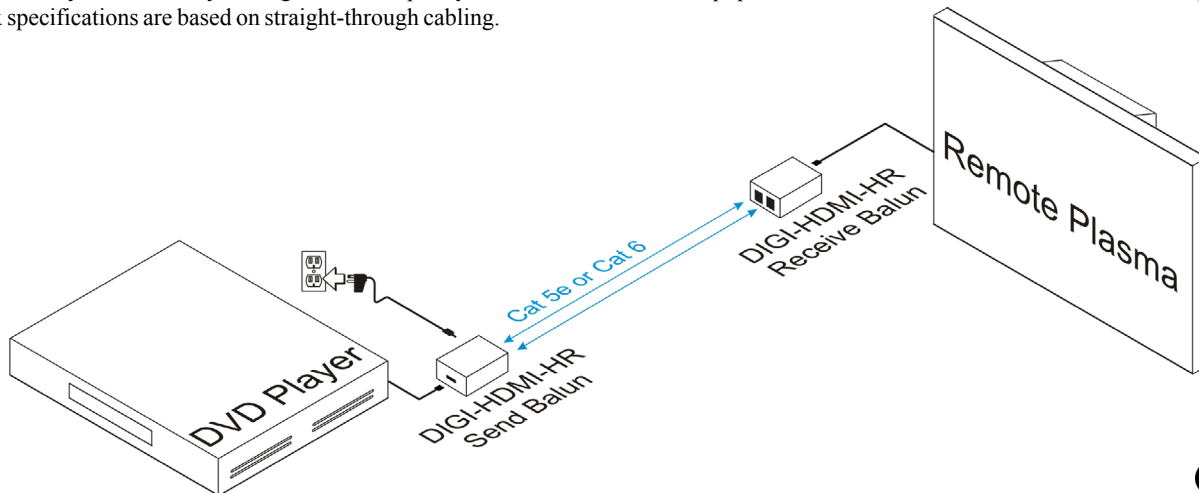 specifications are based on straight-through cabling.
Remote Plasma
DIGI-HDMI-HR
Receive Balun
Cat 5e or Cat 6
DVD Player
DIGI-HDMI-HR
Send Balun